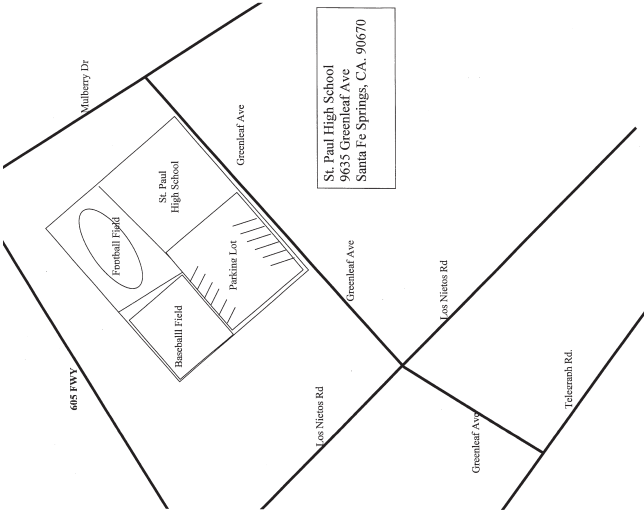 Mulberry Dr
Greenleaf Ave
St. Paul High School
9635 Greenleaf Ave
Santa Fe Springs, CA. 90670
St. Paul
High School
Football Field
Parking Lot
Baseballl Field
605 FWY
Greenleaf Ave
Los Nietos Rd
Los Nietos Rd
Greenleaf Ave
Telegraph Rd.